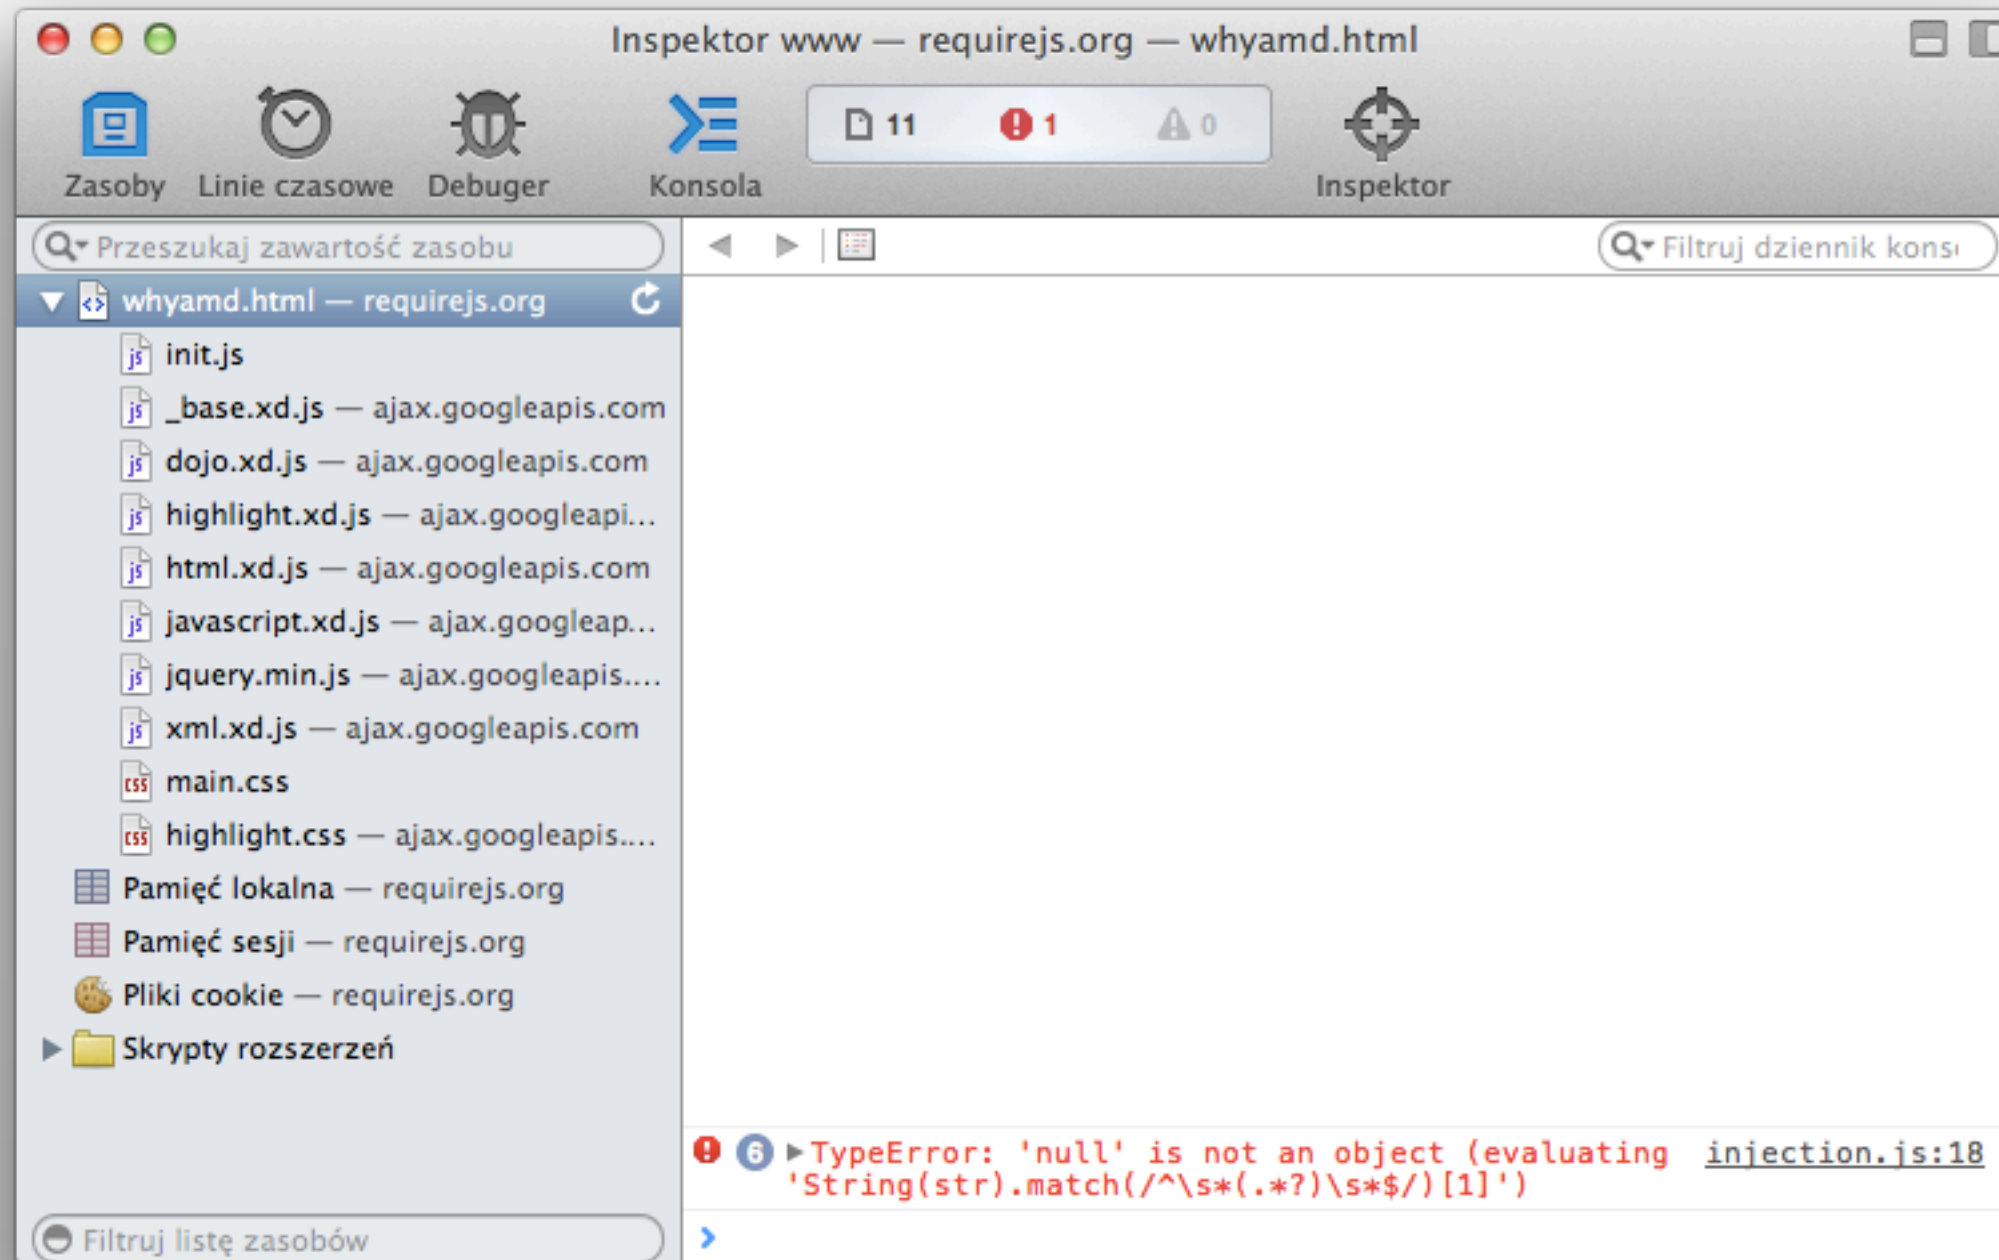 Inspektor www — requirejs.org — whyamd.html
11 1 0
Zasoby Linie czasowe Debuger Konsola Inspektor
Przeszukaj zawartość zasobu
Filtruj dziennik kons
whyamd.html — requirejs.org
init.js
_base.xd.js — ajax.googleapis.com
dojo.xd.js — ajax.googleapis.com
highlight.xd.js — ajax.googleapi...
html.xd.js — ajax.googleapis.com
javascript.xd.js — ajax.googleap...
jquery.min.js — ajax.googleapis....
xml.xd.js — ajax.googleapis.com
main.css
highlight.css — ajax.googleapis....
Pamięć lokalna — requirejs.org
Pamięć sesji — requirejs.org
Pliki cookie — requirejs.org
Skrypty rozszerzeń
Filtruj listę zasobów
6 TypeError: 'null' is not an object (evaluating injection.js:18
'String(str).match(/^\s*(.*?)\s*$/)[1]')